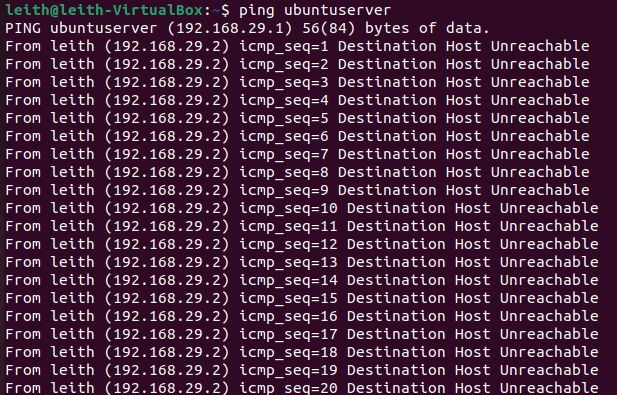 leith@leith-VirtualBox:~$ ping ubuntuserver
PING ubuntuserver (192.168.29.1) 56(84) bytes of data.
From leith (192.168.29.2) icmp_seq=1 Destination Host Unreachable
From leith (192.168.29.2) icmp_seq=2 Destination Host Unreachable
From leith (192.168.29.2) icmp_seq=3 Destination Host Unreachable
From leith (192.168.29.2) icmp_seq=4 Destination Host Unreachable
From leith (192.168.29.2) icmp_seq=5 Destination Host Unreachable
From leith (192.168.29.2) icmp_seq=6 Destination Host Unreachable
From leith (192.168.29.2) icmp_seq=7 Destination Host Unreachable
From leith (192.168.29.2) icmp_seq=8 Destination Host Unreachable
From leith (192.168.29.2) icmp_seq=9 Destination Host Unreachable
From leith (192.168.29.2) icmp_seq=10 Destination Host Unreachable
From leith (192.168.29.2) icmp_seq=11 Destination Host Unreachable
From leith (192.168.29.2) icmp_seq=12 Destination Host Unreachable
From leith (192.168.29.2) icmp_seq=13 Destination Host Unreachable
From leith (192.168.29.2) icmp_seq=14 Destination Host Unreachable
From leith (192.168.29.2) icmp_seq=15 Destination Host Unreachable
From leith (192.168.29.2) icmp_seq=16 Destination Host Unreachable
From leith (192.168.29.2) icmp_seq=17 Destination Host Unreachable
From leith (192.168.29.2) icmp_seq=18 Destination Host Unreachable
From leith (192.168.29.2) icmp_seq=19 Destination Host Unreachable
From leith (192.168.29.2) icmp_seq=20 Destination Host Unreachable